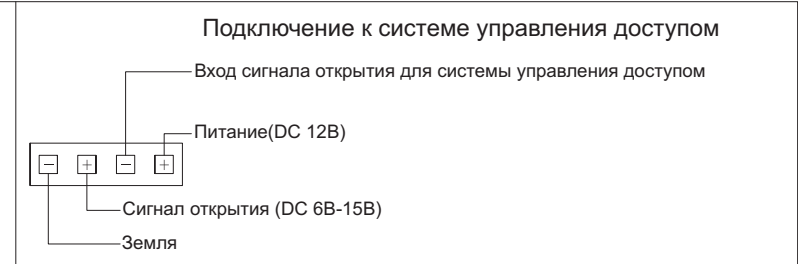 Подключение к системе управления доступом
Вход сигнала открытия для системы управления доступом
Питание(DC 12В)
− + − +
Сигнал открытия (DC 6В-15В)
Земля